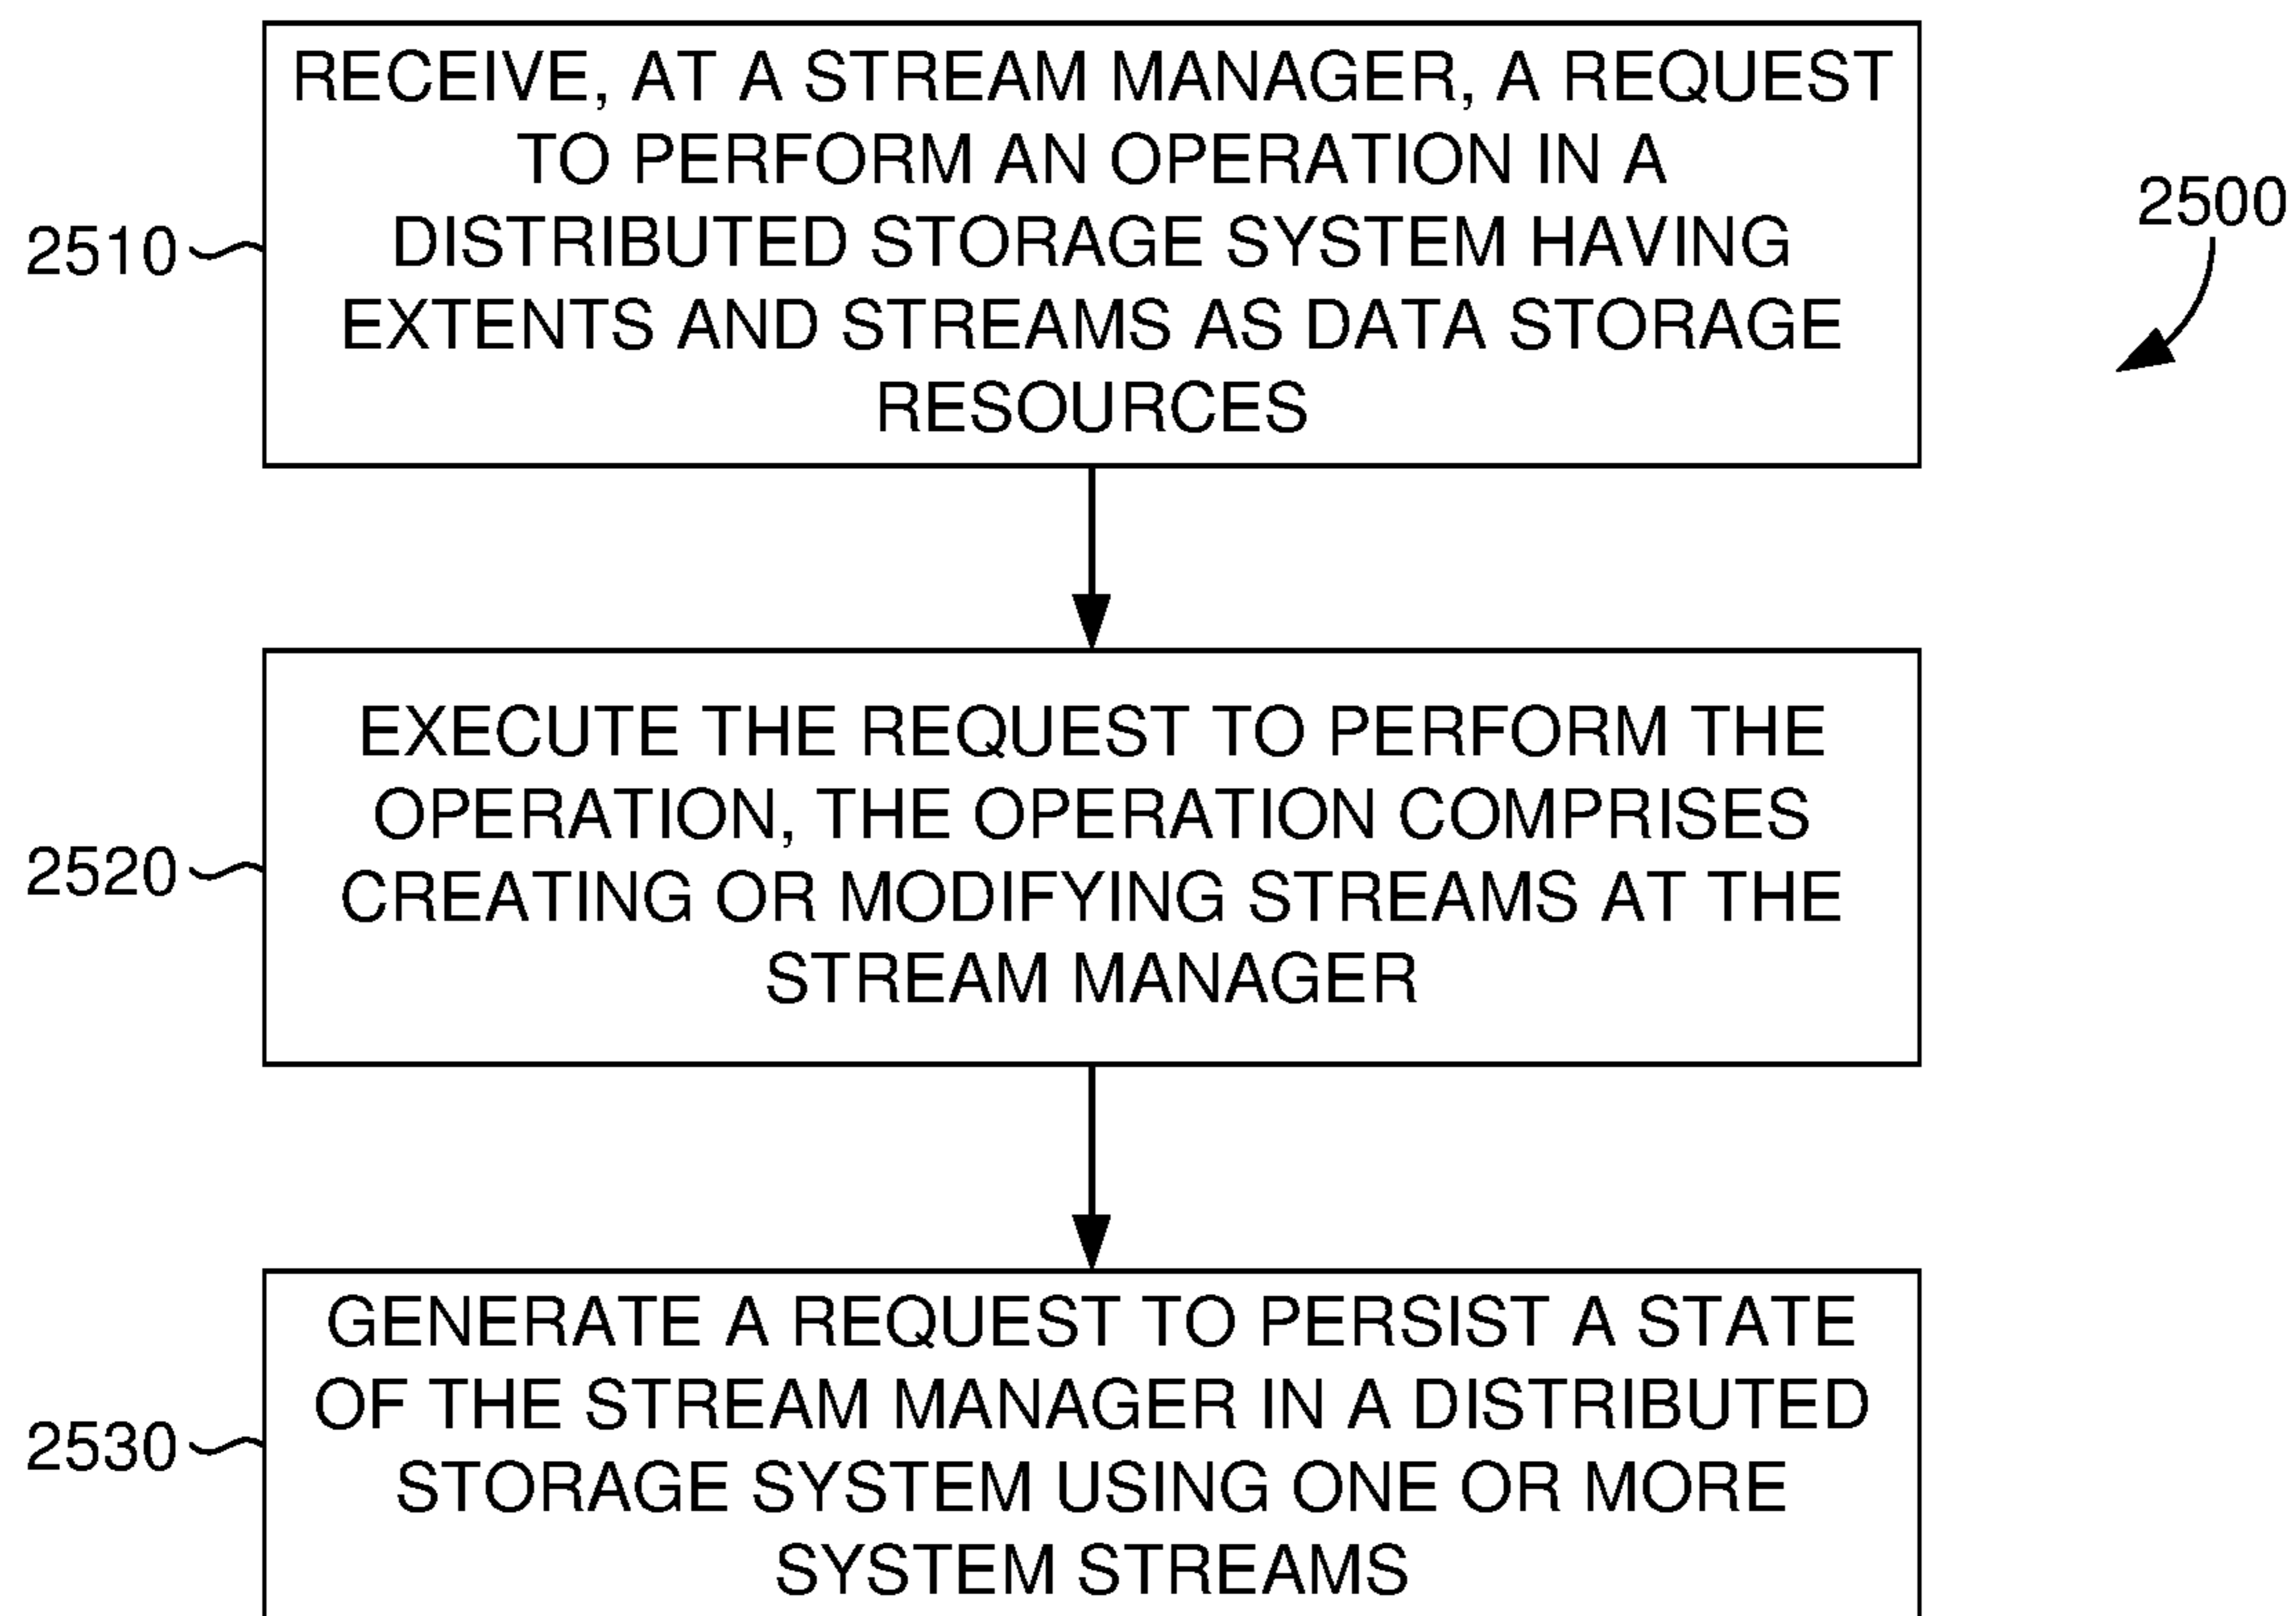 RECEIVE, AT A STREAM MANAGER, A REQUEST
TO PERFORM AN OPERATION IN A
DISTRIBUTED STORAGE SYSTEM HAVING
EXTENTS AND STREAMS AS DATA STORAGE
RESOURCES
2510
2500
EXECUTE THE REQUEST TO PERFORM THE
OPERATION, THE OPERATION COMPRISES
CREATING OR MODIFYING STREAMS AT THE
STREAM MANAGER
2520
GENERATE A REQUEST TO PERSIST A STATE
OF THE STREAM MANAGER IN A DISTRIBUTED
STORAGE SYSTEM USING ONE OR MORE
SYSTEM STREAMS
2530